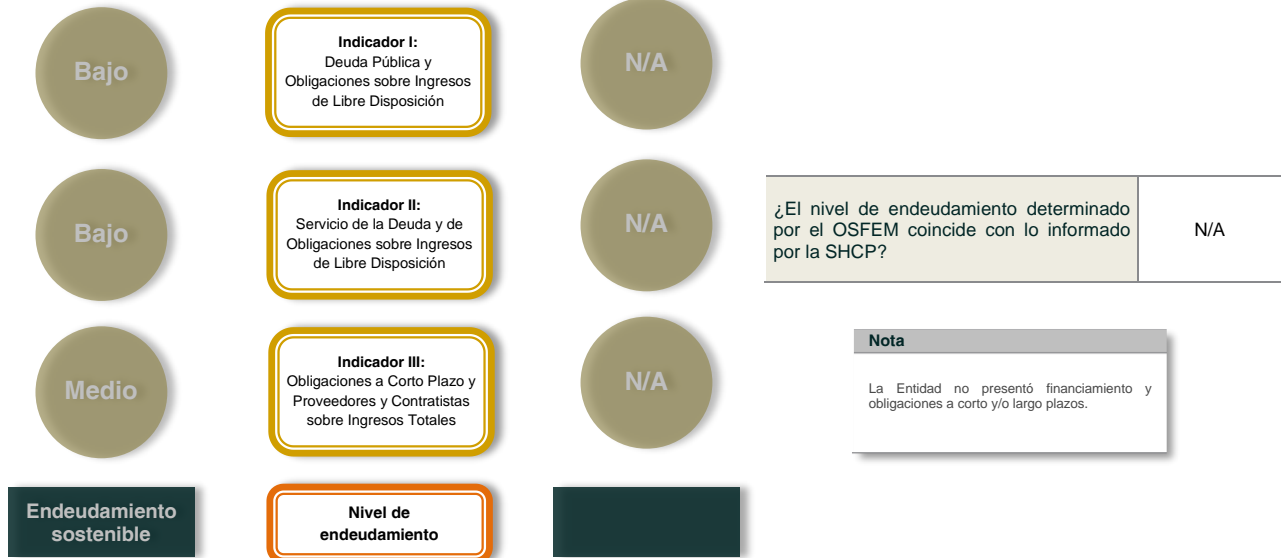 Bajo
Indicador I:
Deuda Pública y
Obligaciones sobre Ingresos
de Libre Disposición
N/A
Bajo
Indicador II:
Servicio de la Deuda y de
Obligaciones sobre Ingresos
de Libre Disposición
N/A
¿El nivel de endeudamiento determinado
por el OSFEM coincide con lo informado
por la SHCP?
N/A
Medio
Indicador III:
Obligaciones a Corto Plazo y
Proveedores y Contratistas
sobre Ingresos Totales
N/A
Nota
La Entidad no presentó financiamiento y
obligaciones a corto y/o largo plazos.
Endeudamiento
sostenible
Nivel de
endeudamiento